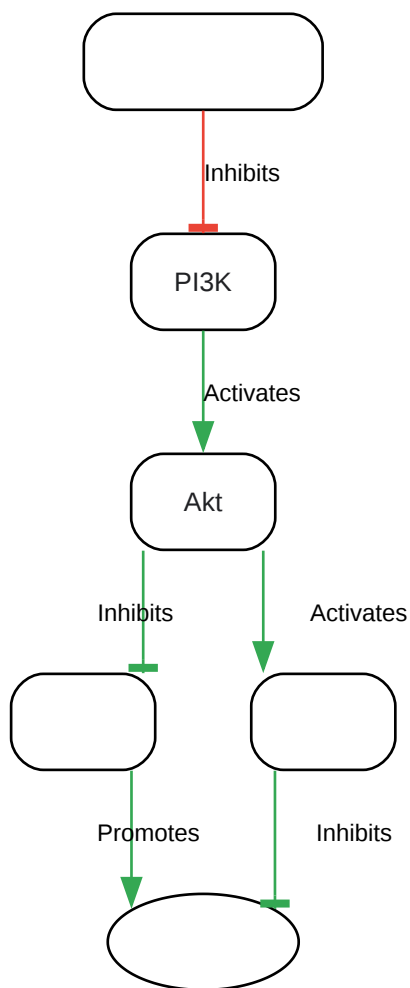 Inhibits
PI3K
Activates
Akt
Inhibits
Activates
Promotes
Inhibits